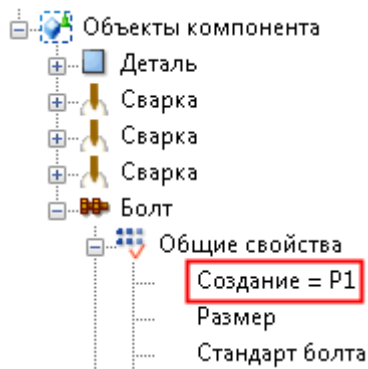 Объекты компонента
Деталь
Сварка
Сварка
Сварка
Болт
Общие свойства
Создание = P1
Размер
Стандарт болта